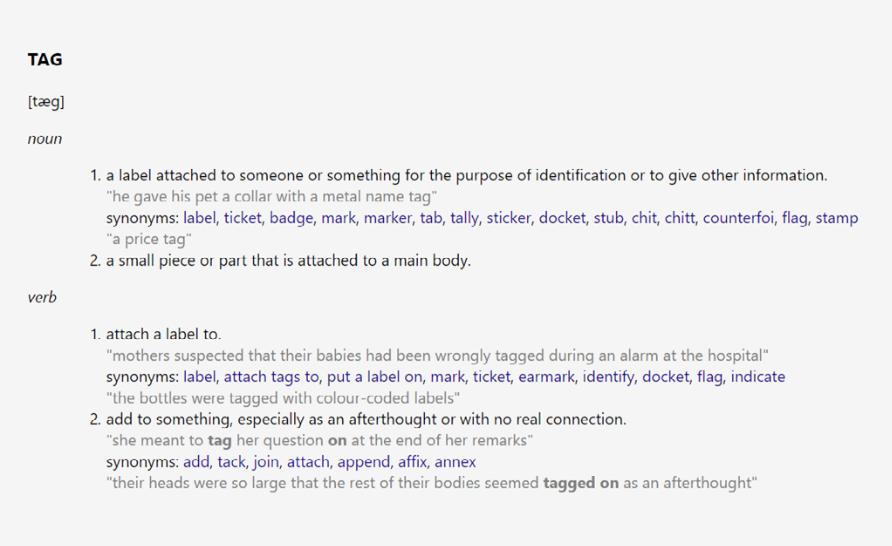 TAG
[tæg]
noun
1. a label attached to someone or something for the purpose of identification or to give other information.
"he gave his pet a collar with a metal name tag"
synonyms: label, ticket, badge, mark, marker, tab, tally, sticker, docket, stub, chit, chitt, counterfoi, flag, stamp
"a price tag"
2. a small piece or part that is attached to a main body.
verb
1. attach a label to.
"mothers suspected that their babies had been wrongly tagged during an alarm at the hospital"
synonyms: label, attach tags to, put a label on, mark, ticket, earmark, identify, docket, flag, indicate
"the bottles were tagged with colour-coded labels"
2. add to something, especially as an afterthought or with no real connection.
"she meant to tag her question on at the end of her remarks"
synonyms: add, tack, join, attach, append, affix, annex
"their heads were so large that the rest of their bodies seemed tagged on as an afterthought"